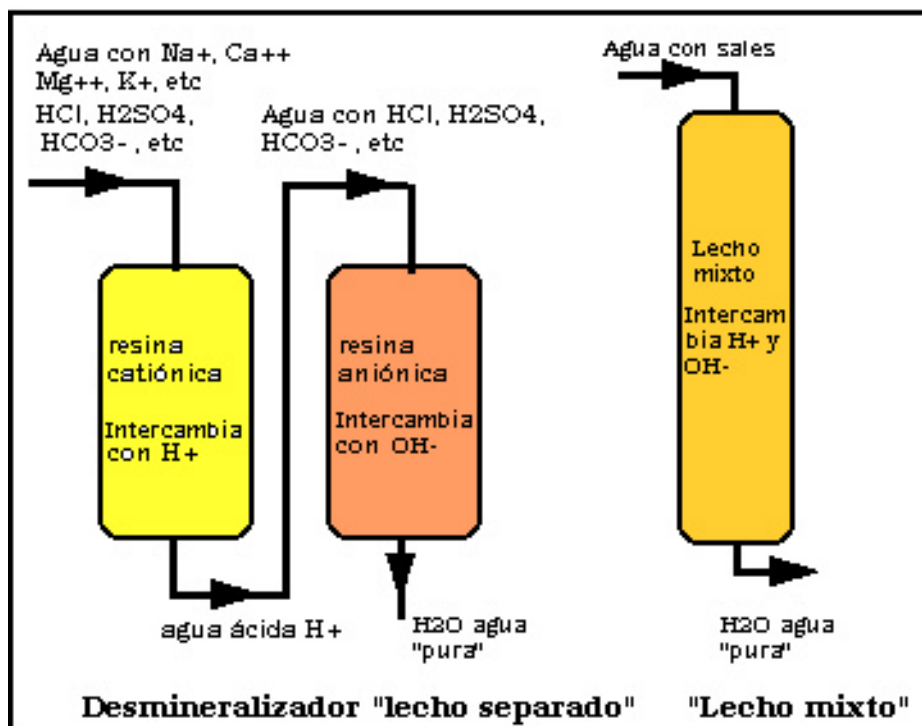 Agua con Na+, Ca++
Mg++, K+, etc
HCl, H2SO4,
HCO3- , etc
Agua con HCl, H2SO4,
HCO3- , etc
resina
catiónica
Intercambia
con H+
resina
aniónica
Intercambia
con OH-
agua ácida H+
H2O agua
"pura"
Desmineralizador "lecho separado"
Agua con sales
Lecho
mixto
Intercam
bia H+ y
OH-
H2O agua
"pura"
"Lecho mixto"